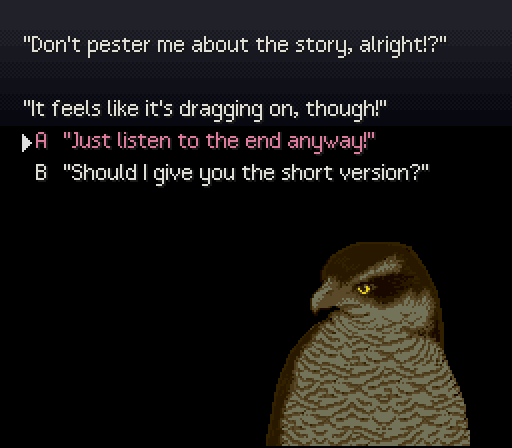 "Don't pester me about the story, alright!?"
"It feels like it's dragging on, though!"
A "Just listen to the end anyway!"
B "Should I give you the short version?"